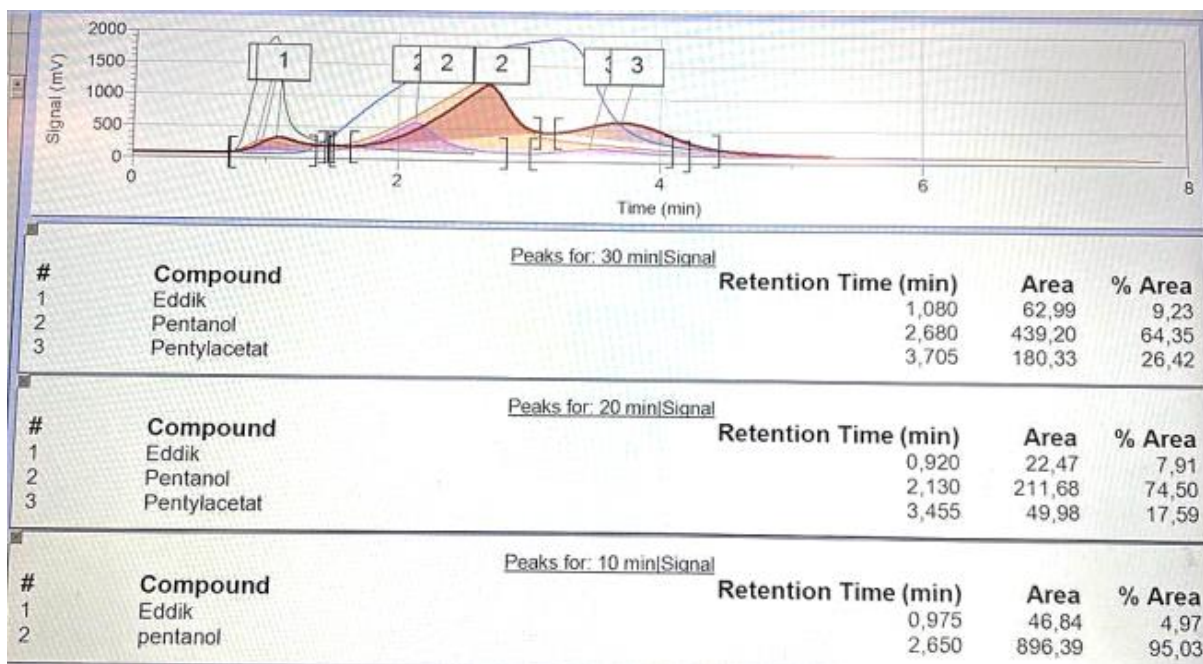 Signal (mV)
2000
1500
1000
500
0
1 2 2 3
0 2 4 6 8
Time (min)
Peaks for: 30 min|Signal
# Compound Retention Time (min) Area % Area
1 Eddik 1,080 62,99 9,23
2 Pentanol 2,680 439,20 64,35
3 Pentylacetat 3,705 180,33 26,42
Peaks for: 20 min|Signal
# Compound Retention Time (min) Area % Area
1 Eddik 0,920 22,47 7,91
2 Pentanol 2,130 211,68 74,50
3 Pentylacetat 3,455 49,98 17,59
Peaks for: 10 min|Signal
# Compound Retention Time (min) Area % Area
1 Eddik 0,975 46,84 4,97
2 pentanol 2,650 896,39 95,03